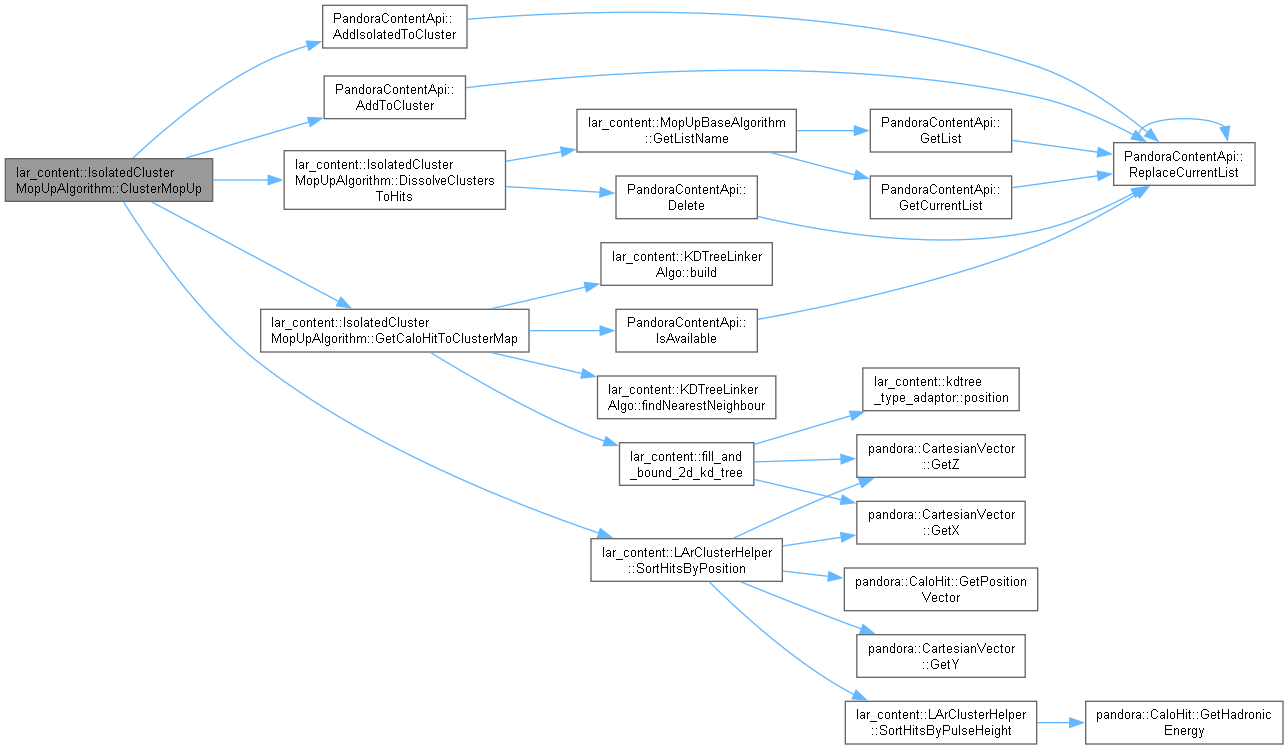 PandoraContentApi::
AddIsolatedToCluster
PandoraContentApi::
AddToCluster
lar_content::IsolatedCluster
MopUpAlgorithm::ClusterMopUp
lar_content::IsolatedCluster
MopUpAlgorithm::DissolveClusters
ToHits
lar_content::MopUpBaseAlgorithm
::GetListName
PandoraContentApi::
Delete
PandoraContentApi::
GetList
PandoraContentApi::
GetCurrentList
PandoraContentApi::
ReplaceCurrentList
lar_content::IsolatedCluster
MopUpAlgorithm::GetCaloHitToClusterMap
lar_content::KDTreeLinker
Algo::build
PandoraContentApi::
IsAvailable
lar_content::KDTreeLinker
Algo::findNearestNeighbour
lar_content::fill_and
_bound_2d_kd_tree
lar_content::kdtree
_type_adaptor::position
pandora::CartesianVector
::GetZ
pandora::CartesianVector
::GetX
lar_content::LArClusterHelper
::SortHitsByPosition
pandora::CaloHit::GetPosition
Vector
pandora::CartesianVector
::GetY
lar_content::LArClusterHelper
::SortHitsByPulseHeight
pandora::CaloHit::GetHadronic
Energy